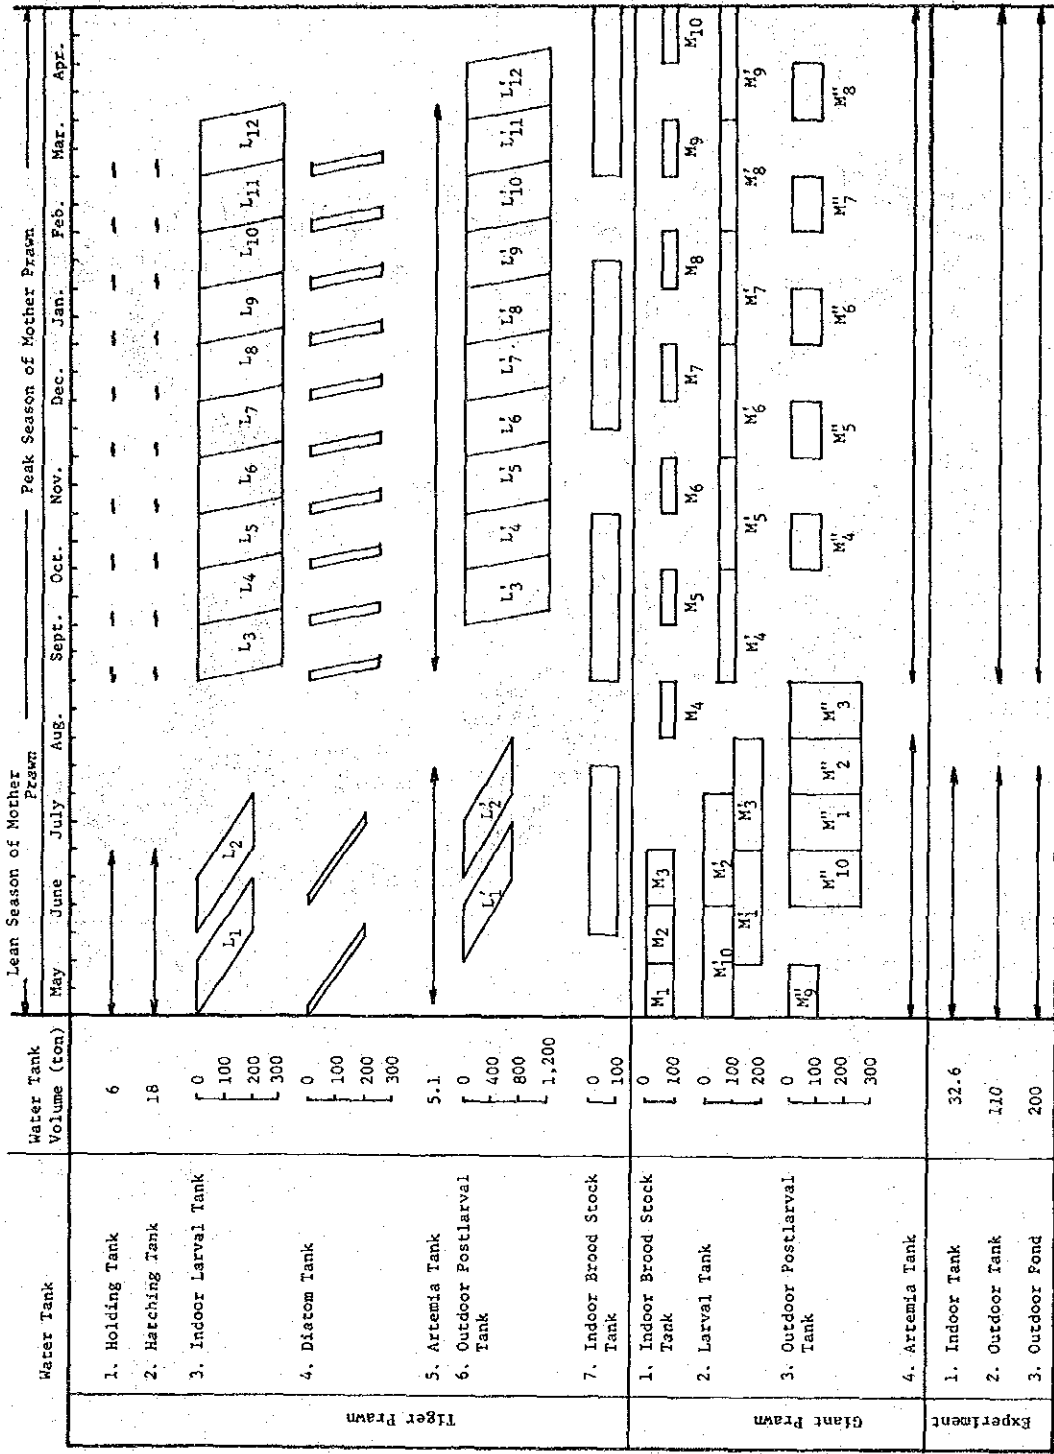 Lean Season of Mother Prawn
Peak Season of Mother Prawn
Water Tank
Water Tank Volume (ton)
May June July Aug. Sept. Oct. Nov. Dec. Jan. Feb. Mar. Apr.
Tiger Prawn
1. Holding Tank
6
2. Hatching Tank
18
3. Indoor Larval Tank
0
100
200
300
L1 L2 L3 L4 L5 L6 L7 L8 L9 L10 L11 L12
4. Diatom Tank
0
100
200
300
5. Artemia Tank
5.1
6. Outdoor Postlarval
Tank
0
400
800
1,200
L'1 L'2 L'3 L'4 L'5 L'6 L'7 L'8 L'9 L'10 L'11 L'12
7. Indoor Brood Stock
Tank
0
100
Giant Prawn
1. Indoor Brood Stock
Tank
0
100
M1 M2 M3 M4 M5 M6 M7 M8 M9 M10
2. Larval Tank
0
100
200
M'10 M'2
M'1 M'3 M'4 M'5 M'6 M'7 M'8 M'9
3. Outdoor Postlarval
Tank
0
100
300
M"9 M"10 M"1 M"2 M"3 M"4 M"5 M"6 M"7 M"8
4. Artemia Tank
Experiment
1. Indoor Tank
32.6
2. Outdoor Tank
110
3. Outdoor Pond
200